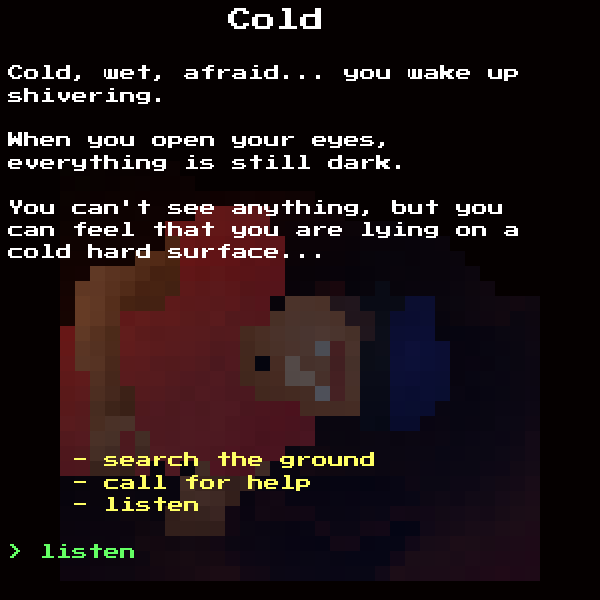 Cold
Cold, wet, afraid... you wake up
shivering.
When you open your eyes,
everything is still dark.
You can't see anything, but you
can feel that you are lying on a
cold hard surface...
- search the ground
- call for help
- listen
> listen